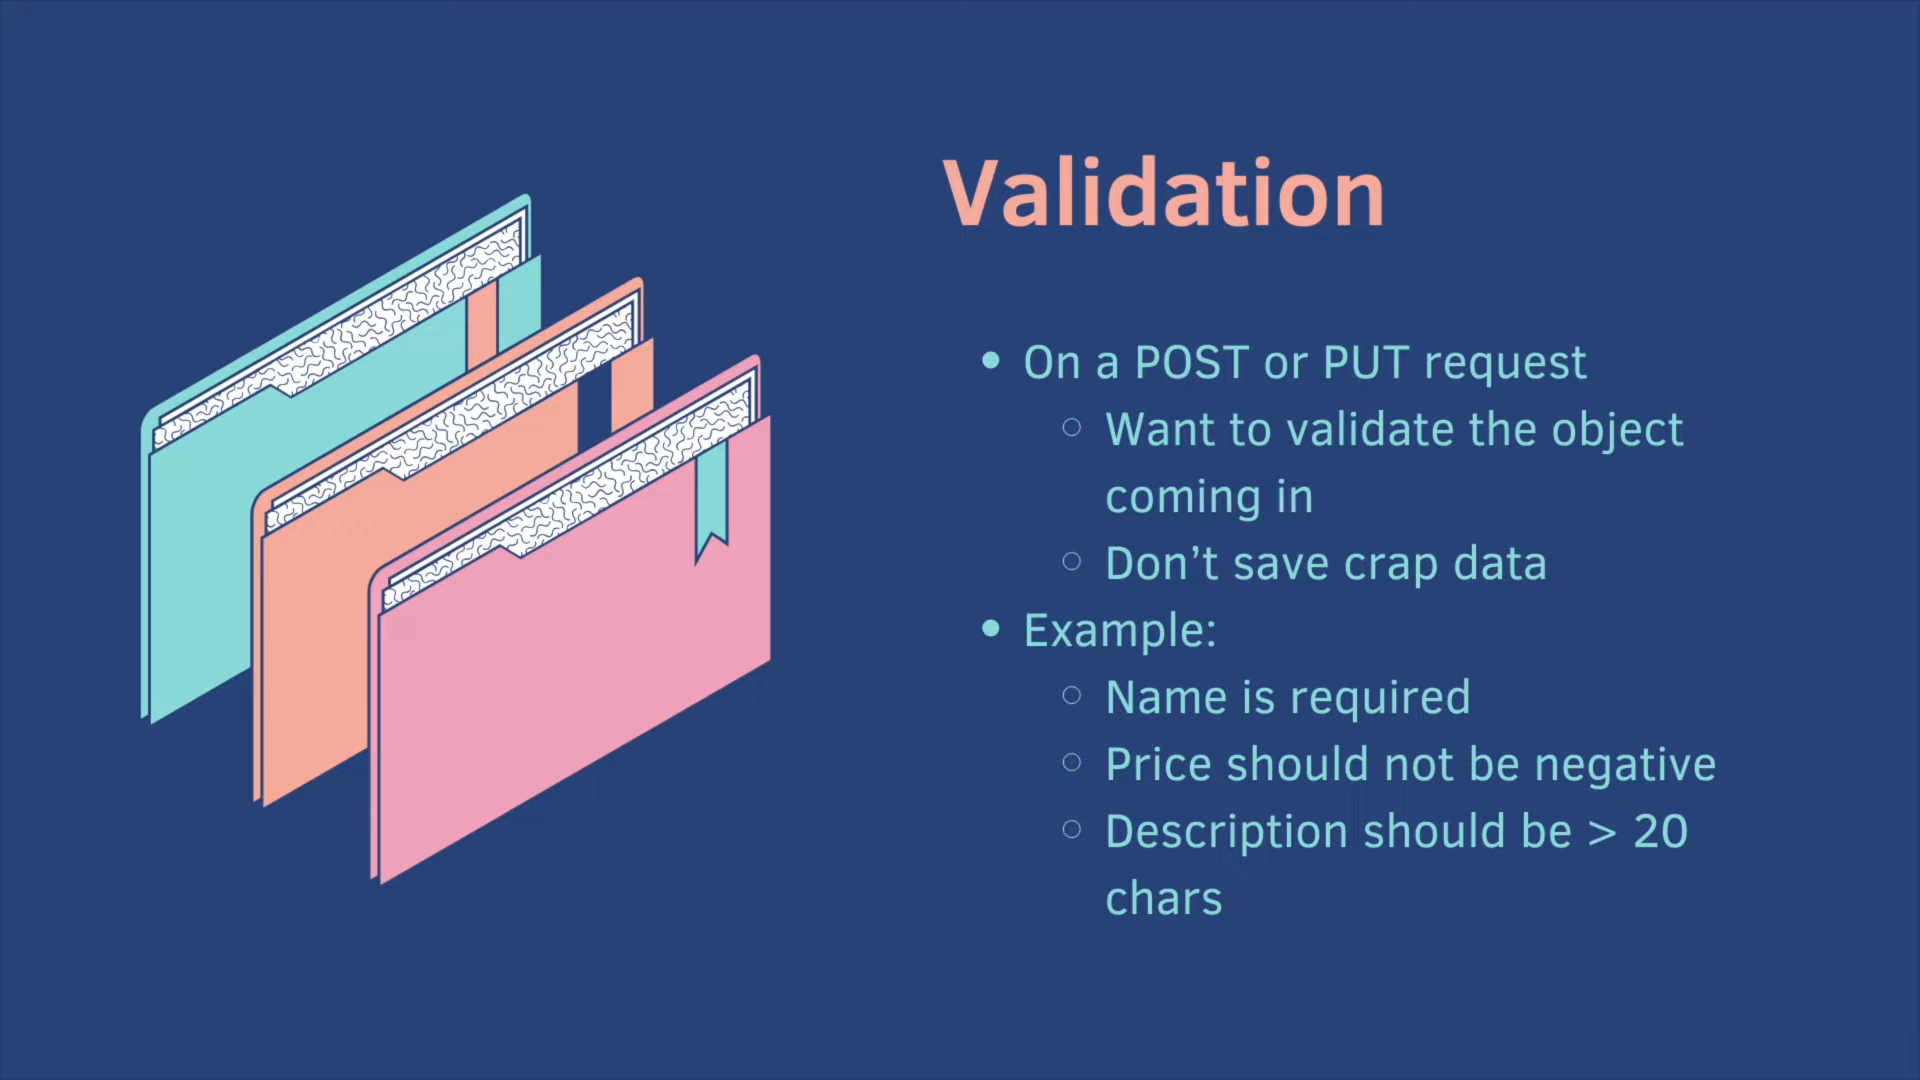 Validation
• On a POST or PUT request
○ Want to validate the object
coming in
○ Don’t save crap data
• Example:
○ Name is required
○ Price should not be negative
○ Description should be > 20
chars